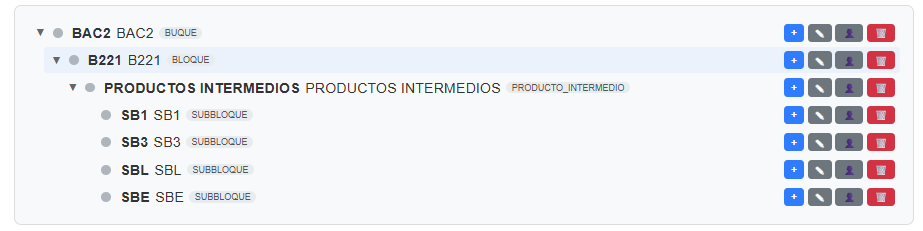 BAC2 BAC2 BUQUE
B221 B221 BLOQUE
PRODUCTOS INTERMEDIOS PRODUCTOS INTERMEDIOS PRODUCTO_INTERMEDIO
SB1 SB1 SUBBLOQUE
SB3 SB3 SUBBLOQUE
SBL SBL SUBBLOQUE
SBE SBE SUBBLOQUE